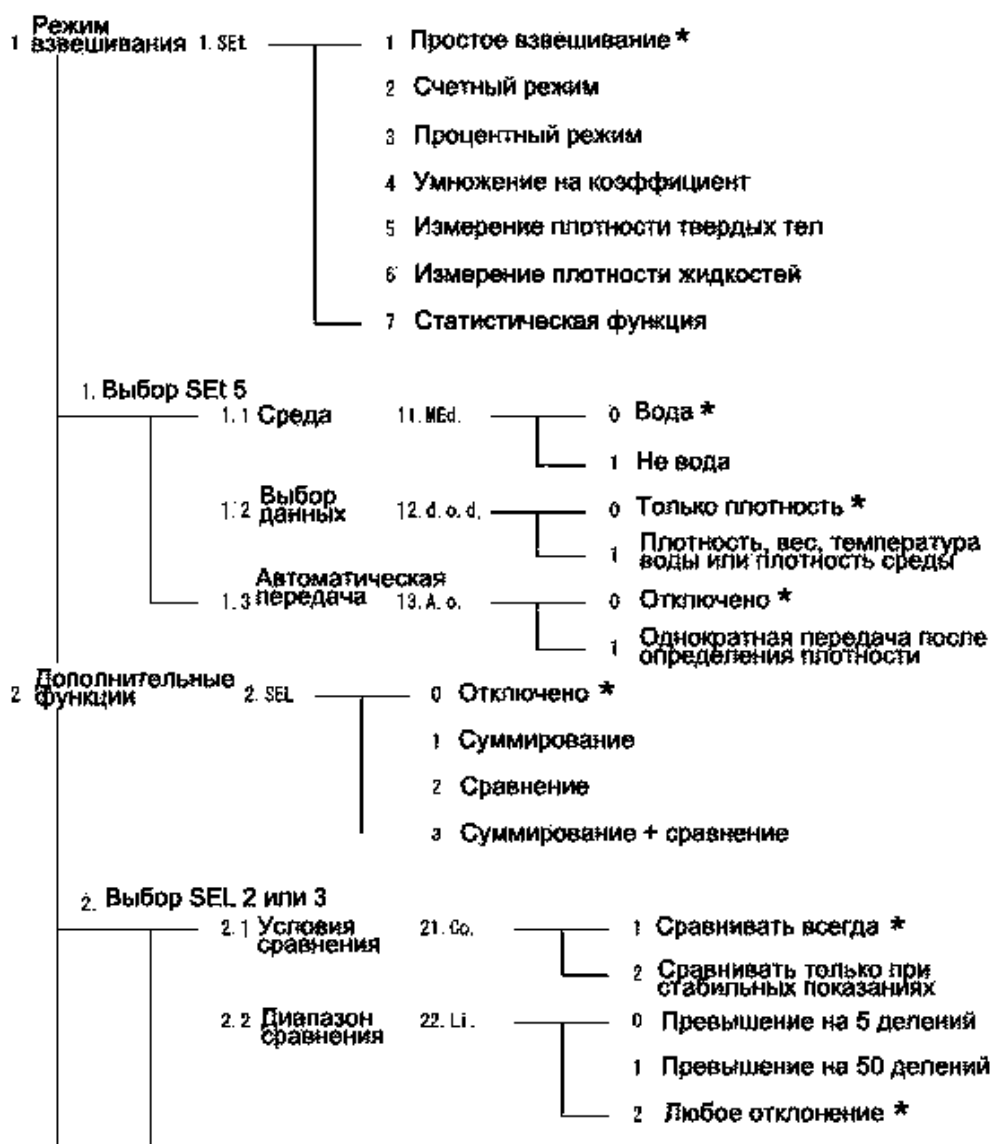 1 Режим взвешивания 1. SEt 1 Простое взвешивание *
2 Счетный режим
3 Процентный режим
4 Умножение на коэффициент
5 Измерение плотности твердых тел
6 Измерение плотности жидкостей
7 Статистическая функция
1. Выбор SEt 5
1.1 Среда 11. MEd. 0 Вода *
1 Не вода
1.2 Выбор данных 12. d. o. d. 0 Только плотность *
1 Плотность, вес, температура
воды или плотность среды
1.3 Автоматическая передача 13. A. o. 0 Отключено *
1 Однократная передача после
определения плотности
2 Дополнительные функции 2. SEL 0 Отключено *
1 Суммирование
2 Сравнение
3 Суммирование + сравнение
2. Выбор SEL 2 или 3
2.1 Условия сравнения 21. Co. 1 Сравнивать всегда *
2 Сравнивать только при
стабильных показаниях
2.2 Диапазон сравнения 22. Li. 0 Превышение на 5 делений
1 Превышение на 50 делений
2 Любое отклонение *